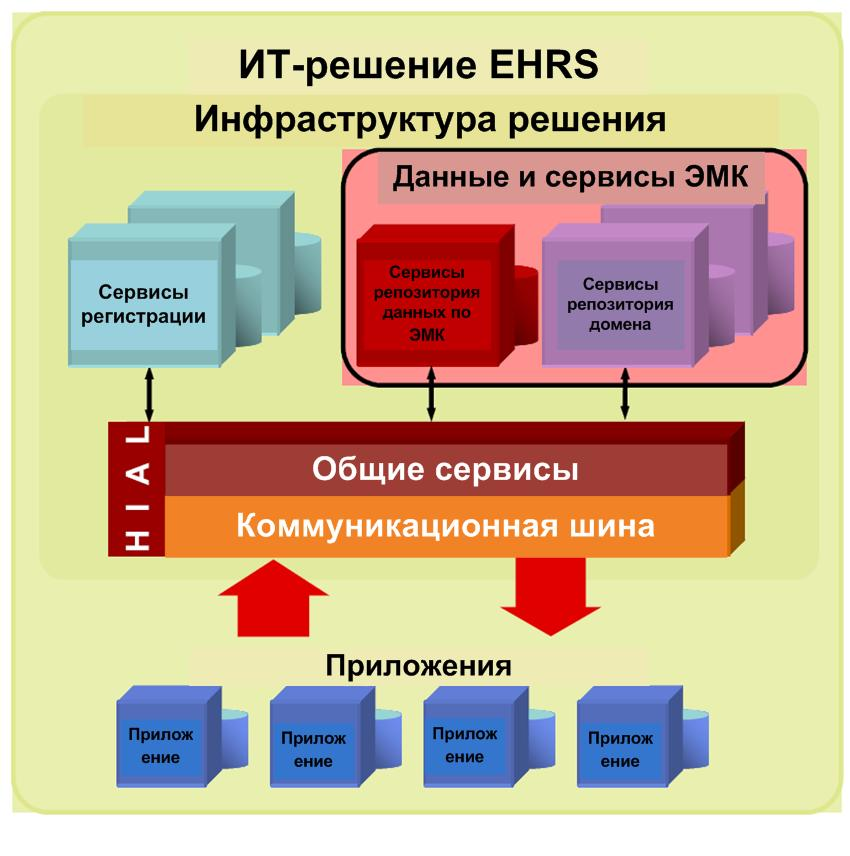 ИТ-решение EHRS
Инфраструктура решения
Данные и сервисы ЭМК
Сервисы
регистрации
Сервисы
репозитория
данных по
ЭМК
Сервисы
репозитория
домена
HIAL
Общие сервисы
Коммуникационная шина
Приложения
Прилож
ение
Прилож
ение
Прилож
ение
Прилож
ение